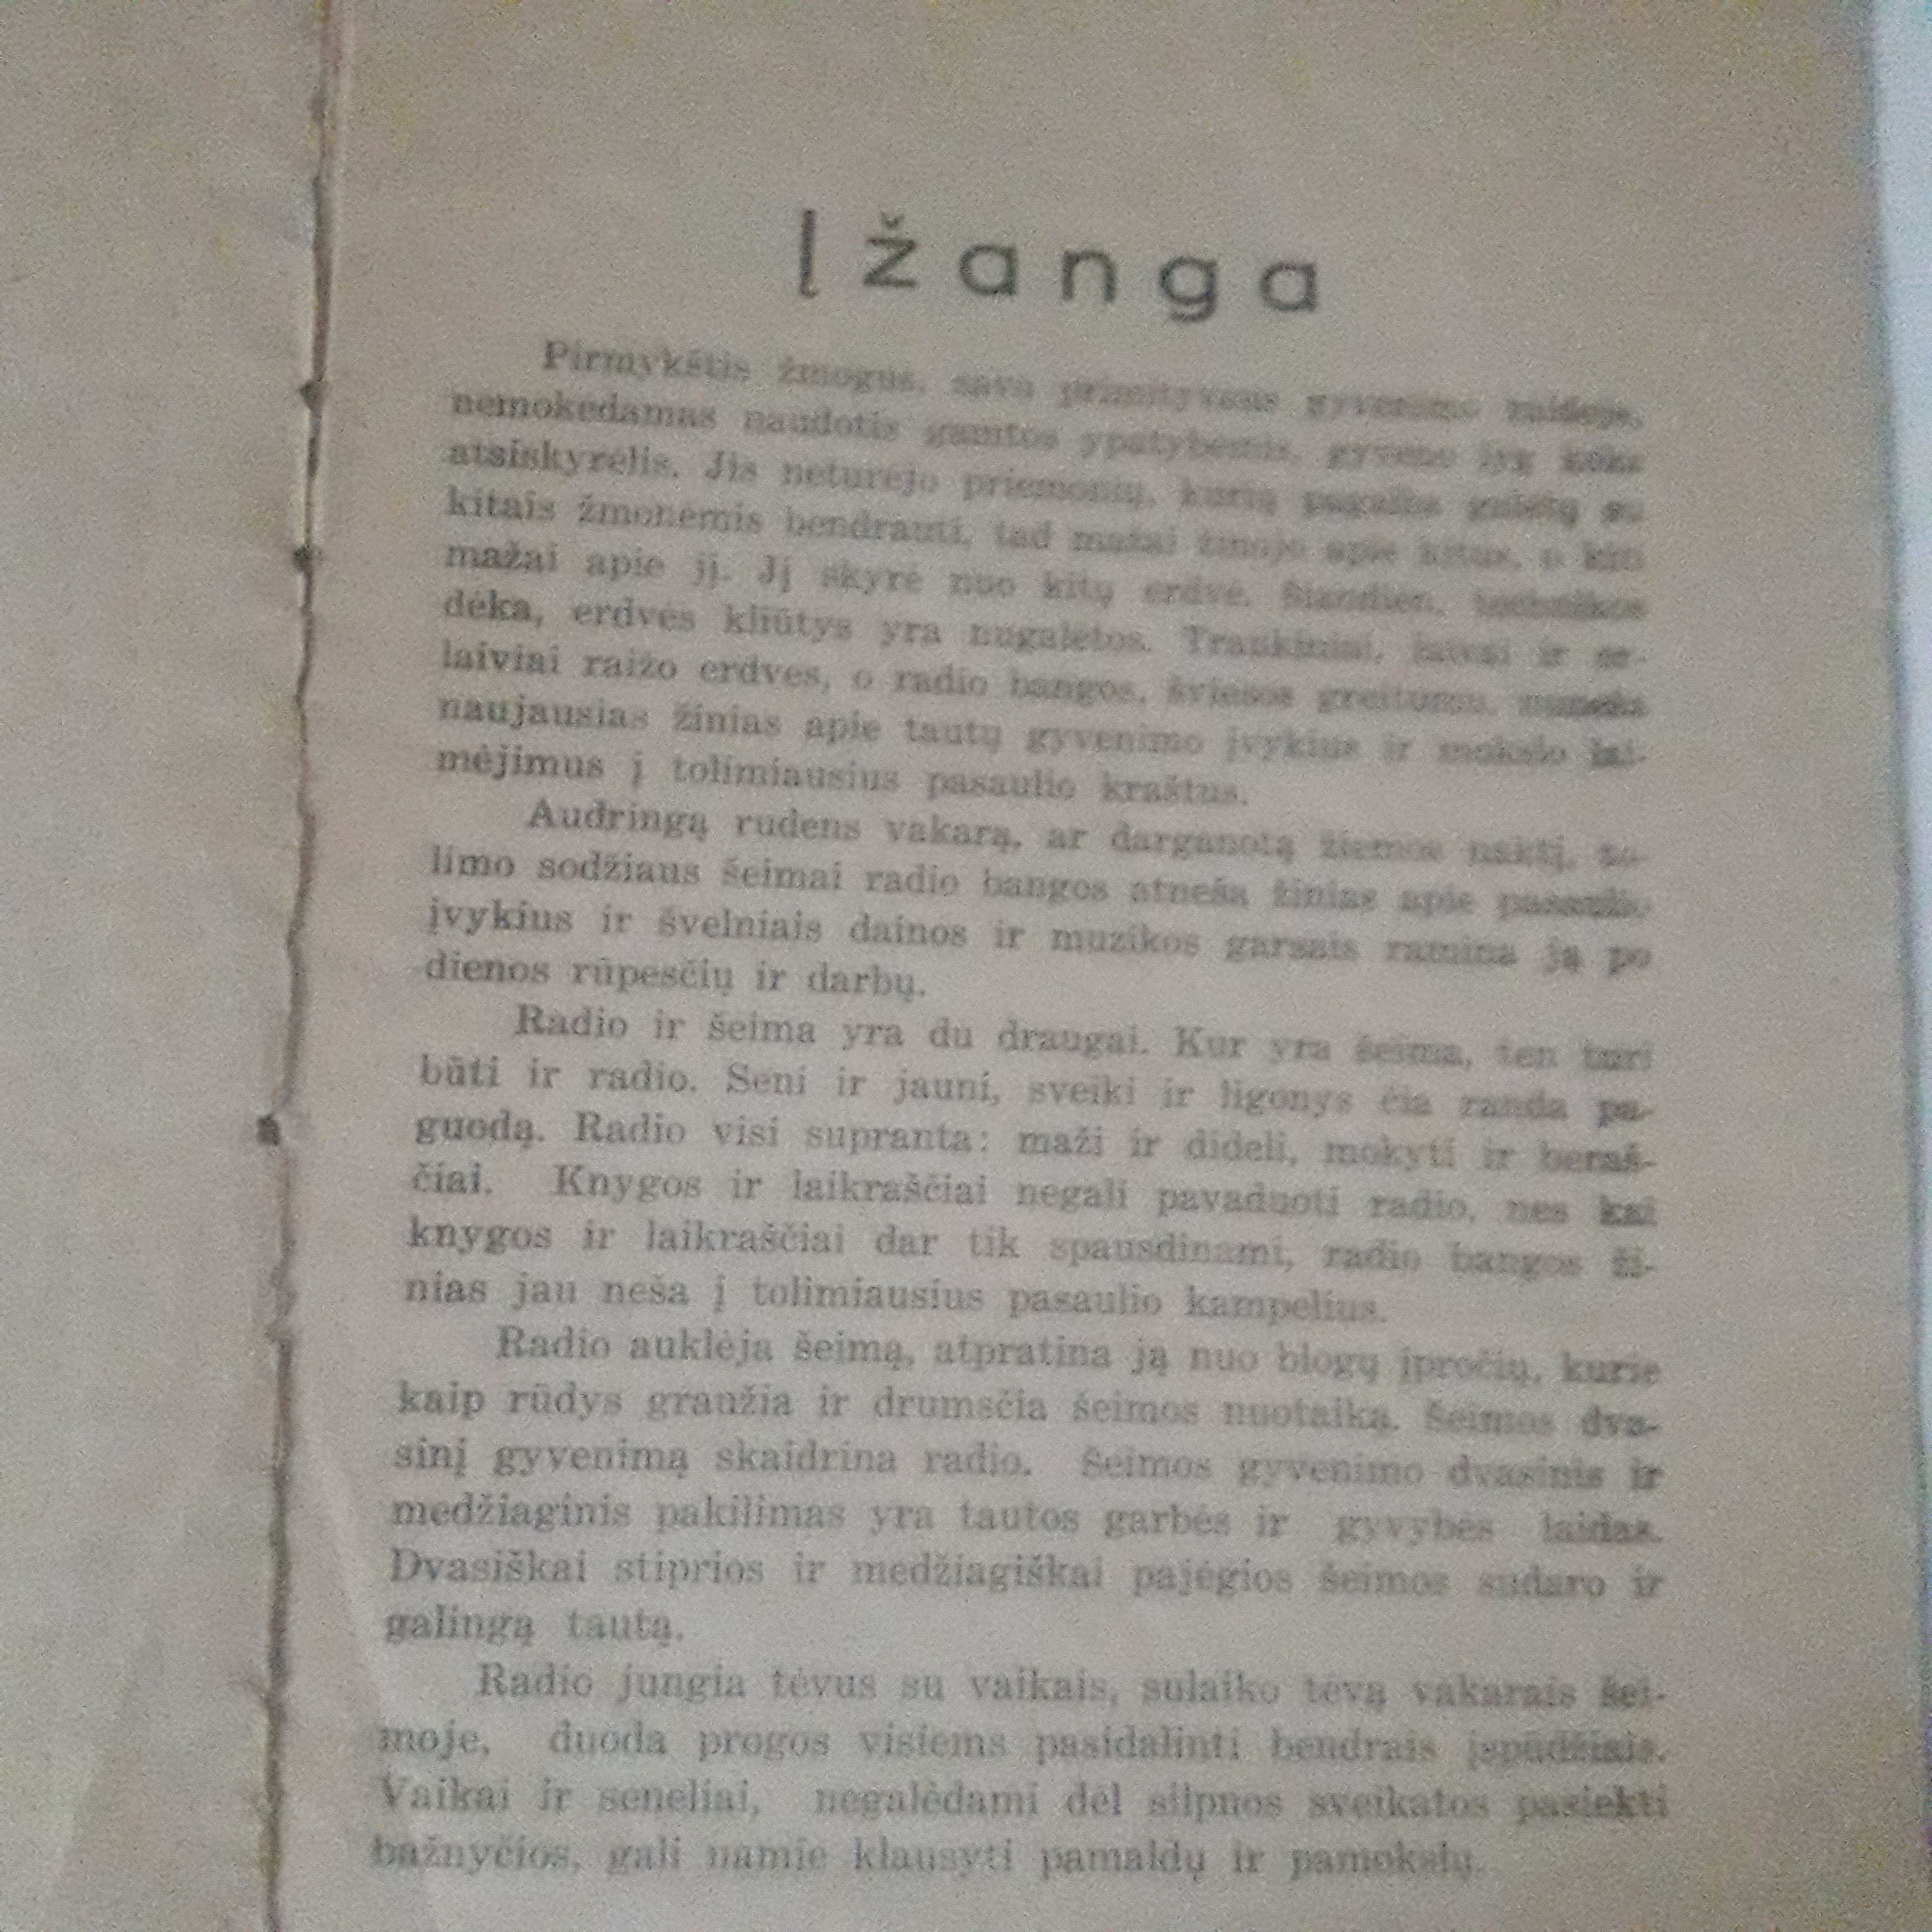 Įžanga
Pirmykštis žmogus, savo primityvaus gyvenimo raidoje,
nemokėdamas naudotis gamtos ypatybėmis, gyveno lyg koks
atsiskyrėlis. Jis neturėjo priemonių, kurių pagalba galėtų su
kitais žmonėmis bendrauti, tad mažai žinojo apie kitus, o kiti
mažai apie jį. Jį skyrė nuo kitų erdvė. Šiandien, technikos
dėka, erdvės kliūtys yra nugalėtos. Traukiniai, laivai ir or-
laiviai raižo erdves, o radio bangos, šviesos greitumu, nuneša
naujausias žinias apie tautų gyvenimo įvykius ir mokslo lai-
mėjimus į tolimiausius pasaulio kraštus.
Audringą rudens vakarą, ar darganotą žiemos naktį, to-
limo sodžiaus šeimai radio bangos atneša žinias apie pasaulio
įvykius ir švelniais dainos ir muzikos garsais ramina ją po
dienos rūpesčių ir darbų.
Radio ir šeima yra du draugai. Kur yra šeima, ten turi
būti ir radio. Seni ir jauni, sveiki ir ligonys čia randa pa-
guodą. Radio visi supranta: maži ir dideli, mokyti ir beraš-
čiai. Knygos ir laikraščiai negali pavaduoti radio, nes kai
knygos ir laikraščiai dar tik spausdinami, radio bangos ži-
nias jau neša į tolimiausius pasaulio kampelius.
Radio auklėja šeimą, atpratina ją nuo blogų įpročių, kurie
kaip rūdys graužia ir drumsčia šeimos nuotaiką. Šeimos dva-
sinį gyvenimą skaidrina radio. Šeimos gyvenimo dvasinis ir
medžiaginis pakilimas yra tautos garbės ir gyvybės laidas.
Dvasiškai stiprios ir medžiagiškai pajėgios šeimos sudaro ir
galingą tautą.
Radio jungia tėvus su vaikais, sulaiko tėvą vakarais šei-
moje, duoda progos visiems pasidalinti bendrais įspūdžiais.
Vaikai ir seneliai, negalėdami dėl silpnos sveikatos pasiekti
bažnyčios, gali namie klausyti pamaldų ir pamokslų.